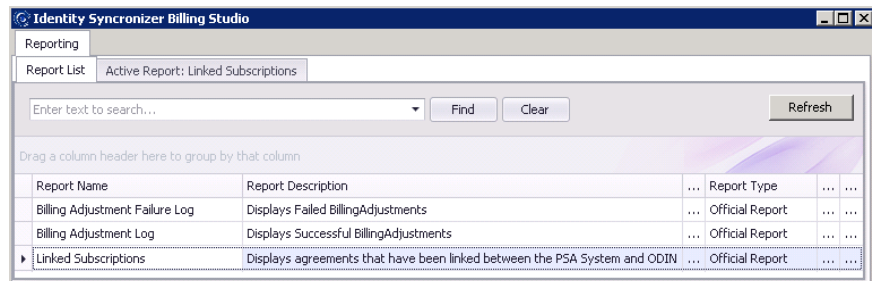 Identity Syncronizer Billing Studio
Reporting
Report List Active Report: Linked Subscriptions
Enter text to search... Find Clear Refresh
Drag a column header here to group by that column
Report Name Report Description ... Report Type ... ...
Billing Adjustment Failure Log Displays Failed BillingAdjustments ... Official Report ... ...
Billing Adjustment Log Displays Successful BillingAdjustments ... Official Report ... ...
Linked Subscriptions Displays agreements that have been linked between the PSA System and ODIN ... Official Report ... ...